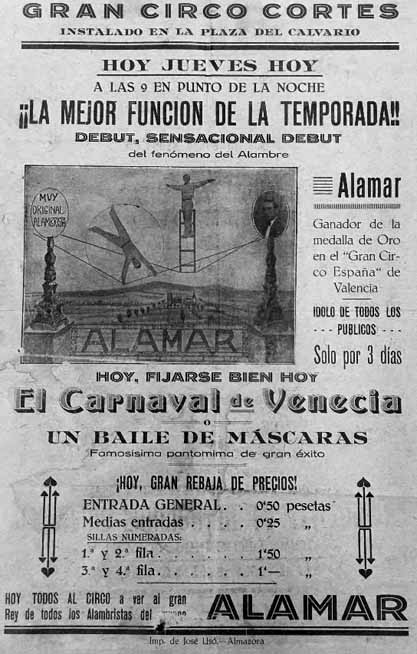 GRAN CIRCO CORTES
INSTALADO EN LA PLAZA DEL CALVARIO
HOY JUEVES HOY
A LAS 9 EN PUNTO DE LA NOCHE
¡¡LA MEJOR FUNCION DE LA TEMPORADA!!
DEBUT, SENSACIONAL DEBUT
del fenómeno del Alambre
MUY
ORIGINAL
ALAMBRISTA
ALAMAR
Alamar
Ganador de la
medalla de Oro
en el "Gran Cir-
co España" de
Valencia
IDOLO DE TODOS LOS
--- PUBLICOS ---
Solo por 3 días
HOY, FIJARSE BIEN HOY
El Carnaval de Venecia
o
UN BAILE DE MÁSCARAS
Famosísima pantomima de gran éxito
¡HOY, GRAN REBAJA DE PRECIOS!
ENTRADA GENERAL. . 0'50 pesetas
Medias entradas . . . . 0'25 „
SILLAS NUMERADAS:
1.ª y 2.ª fila. . . . . . 1'50 „
3.ª y 4.ª fila. . . . . . 1'— „
HOY TODOS AL CIRCO a ver al gran
Rey de todos los Alambristas del
ALAMAR
Imp. de José Usó.—Almazora